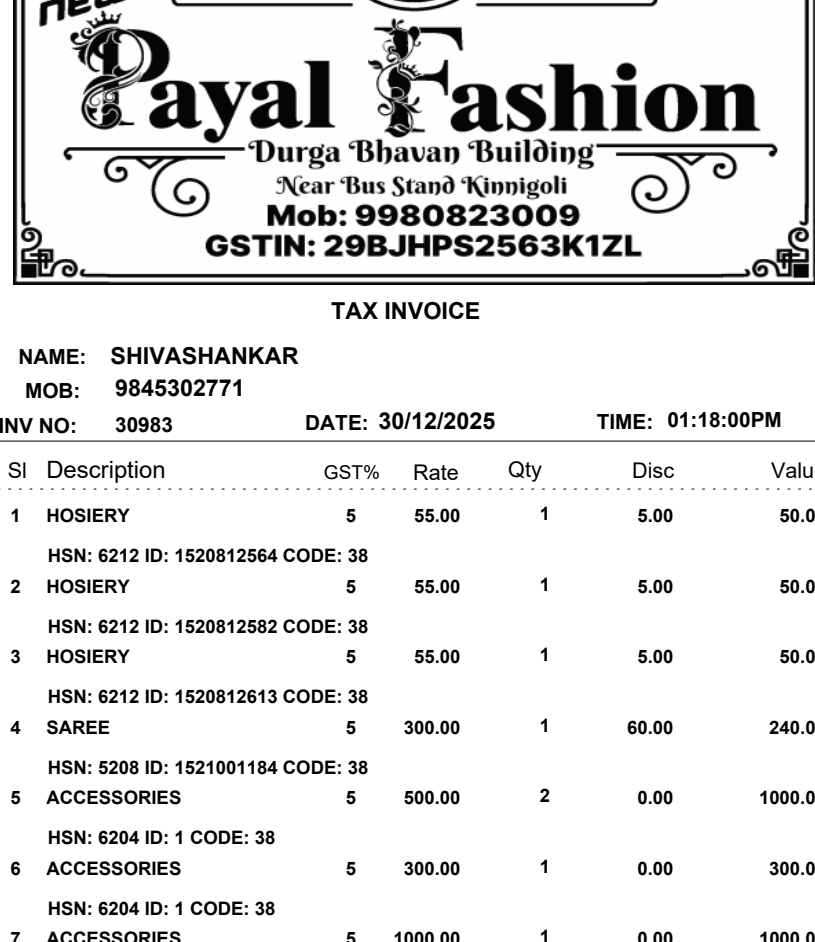 Payal Fashion
Durga Bhavan Building
Near Bus Stand Kinnigoli
Mob: 9980823009
GSTIN: 29BJHPS2563K1ZL
TAX INVOICE
NAME: SHIVASHANKAR
MOB: 9845302771
INV NO: 30983 DATE: 30/12/2025 TIME: 01:18:00PM
Sl Description GST% Rate Qty Disc Valu
1 HOSIERY 5 55.00 1 5.00 50.0
HSN: 6212 ID: 1520812564 CODE: 38
2 HOSIERY 5 55.00 1 5.00 50.0
HSN: 6212 ID: 1520812582 CODE: 38
3 HOSIERY 5 55.00 1 5.00 50.0
HSN: 6212 ID: 1520812613 CODE: 38
4 SAREE 5 300.00 1 60.00 240.0
HSN: 5208 ID: 1521001184 CODE: 38
5 ACCESSORIES 5 500.00 2 0.00 1000.0
HSN: 6204 ID: 1 CODE: 38
6 ACCESSORIES 5 300.00 1 0.00 300.0
HSN: 6204 ID: 1 CODE: 38
7 ACCESSORIES 5 1000.00 1 0.00 1000.0